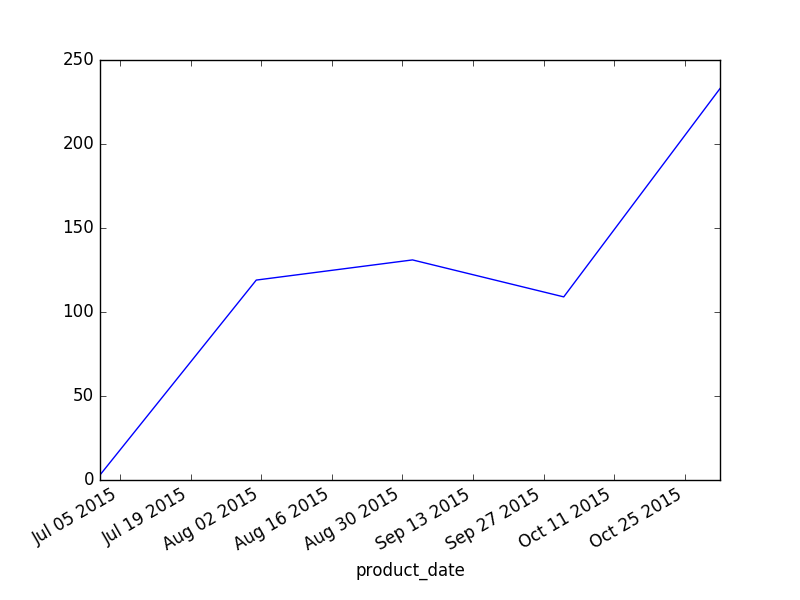 250
200
150
100
50
0
Jul 05 2015
Jul 19 2015
Aug 02 2015
Aug 16 2015
Aug 30 2015
Sep 13 2015
Sep 27 2015
Oct 11 2015
Oct 25 2015
product_date